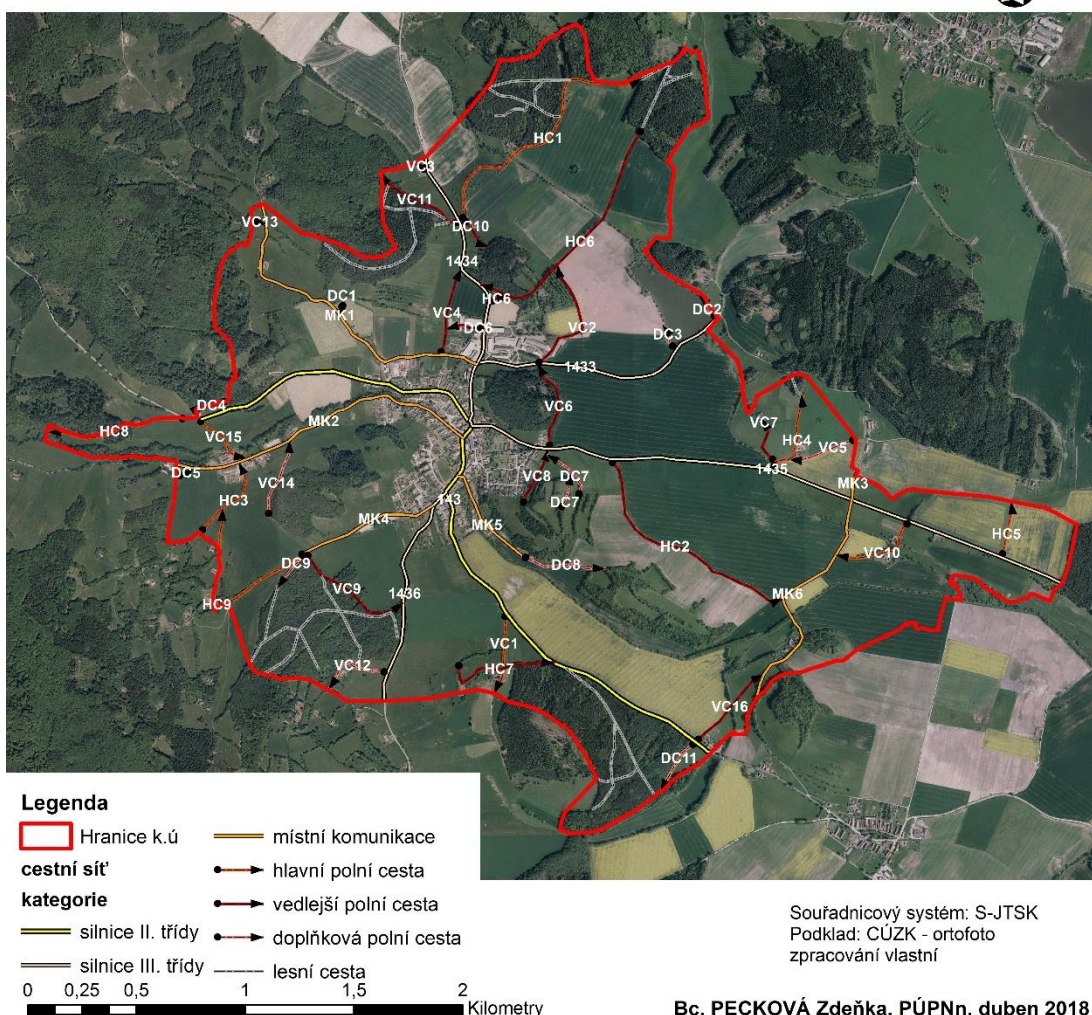 VC3
HC1
VC11
DC10
VC13
HC6
1434
DC1
MK1
HC6
DC2
VC4
DC6
VC2
DC3
1433
DC4
MK2
VC6
HC8
VC15
VC7
HC4
VC5
1435
DC5
VC14
HC3
143
VC8
DC7
DC7
MK3
MK4
MK5
HC5
HC2
VC10
DC9
DC8
VC9
1436
HC9
MK6
VC1
VC12
HC7
VC16
DC11
Legenda
Hranice k.ú
místní komunikace
cestní síť
hlavní polní cesta
kategorie
vedlejší polní cesta
silnice II. třídy
doplňková polní cesta
silnice III. třídy
lesní cesta
0 0,25 0,5 1 1,5 2
Kilometry
Souřadnicový systém: S-JTSK
Podklad: ČÚZK - ortofoto
zpracování vlastní
Bc. PECKOVÁ Zdeňka, PÚPNn, duben 2018